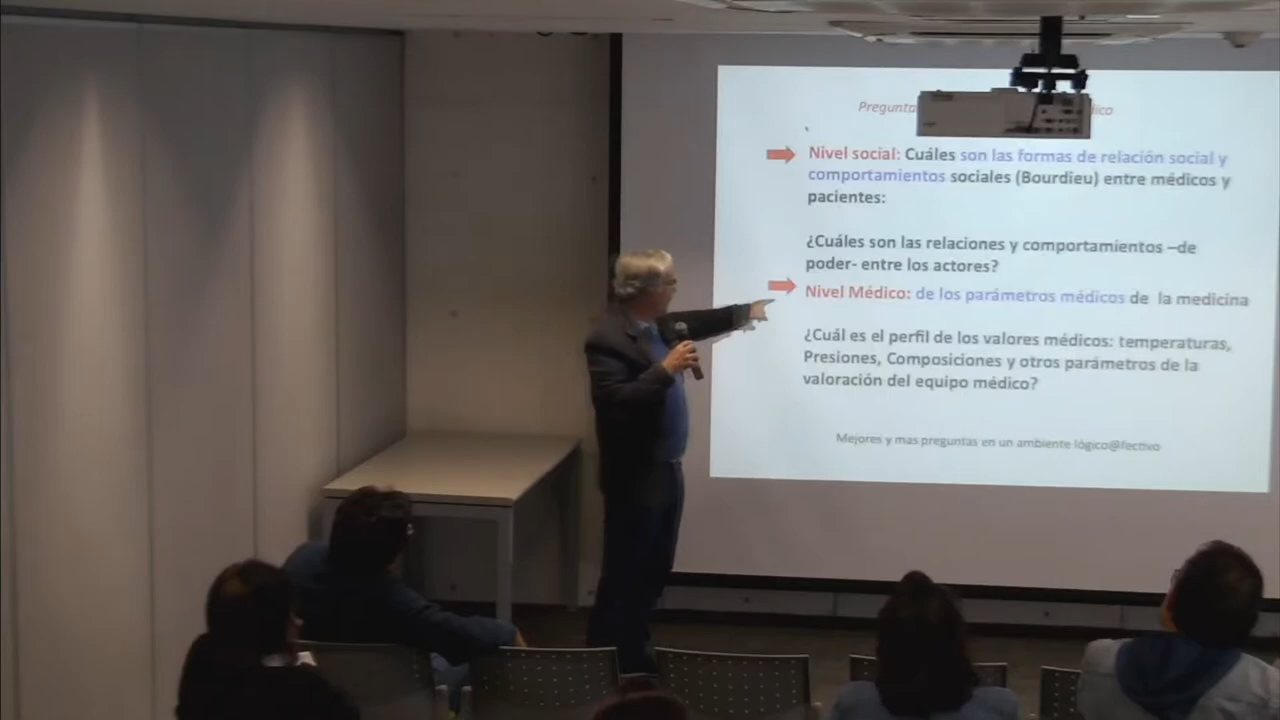 Pregunta
Nivel social: Cuáles son las formas de relación social y
comportamientos sociales (Bourdieu) entre médicos y
pacientes:
¿Cuáles son las relaciones y comportamientos –de
poder- entre los actores?
Nivel Médico: de los parámetros médicos de la medicina
¿Cuál es el perfil de los valores médicos: temperaturas,
Presiones, Composiciones y otros parámetros de la
valoración del equipo médico?
Mejores y mas preguntas en un ambiente lógico@fectivo